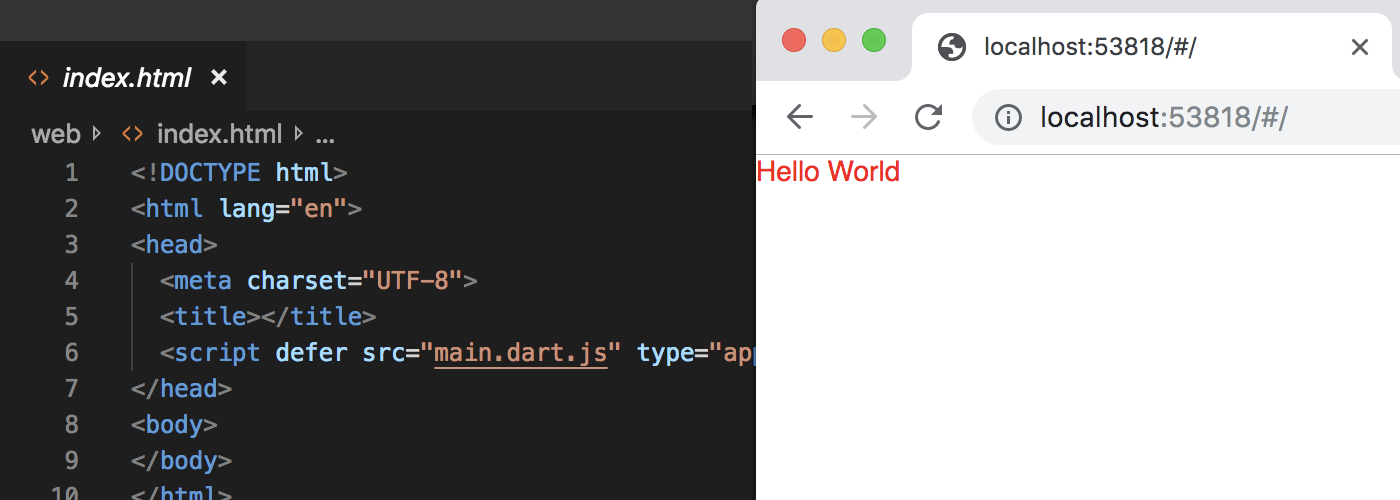 index.html
web index.html ...
1 <!DOCTYPE html>
2 <html lang="en">
3 <head>
4 <meta charset="UTF-8">
5 <title></title>
6 <script defer src="main.dart.js" type="app
7 </head>
8 <body>
9 </body>
10 </html>
localhost:53818/#/
localhost:53818/#/
Hello World